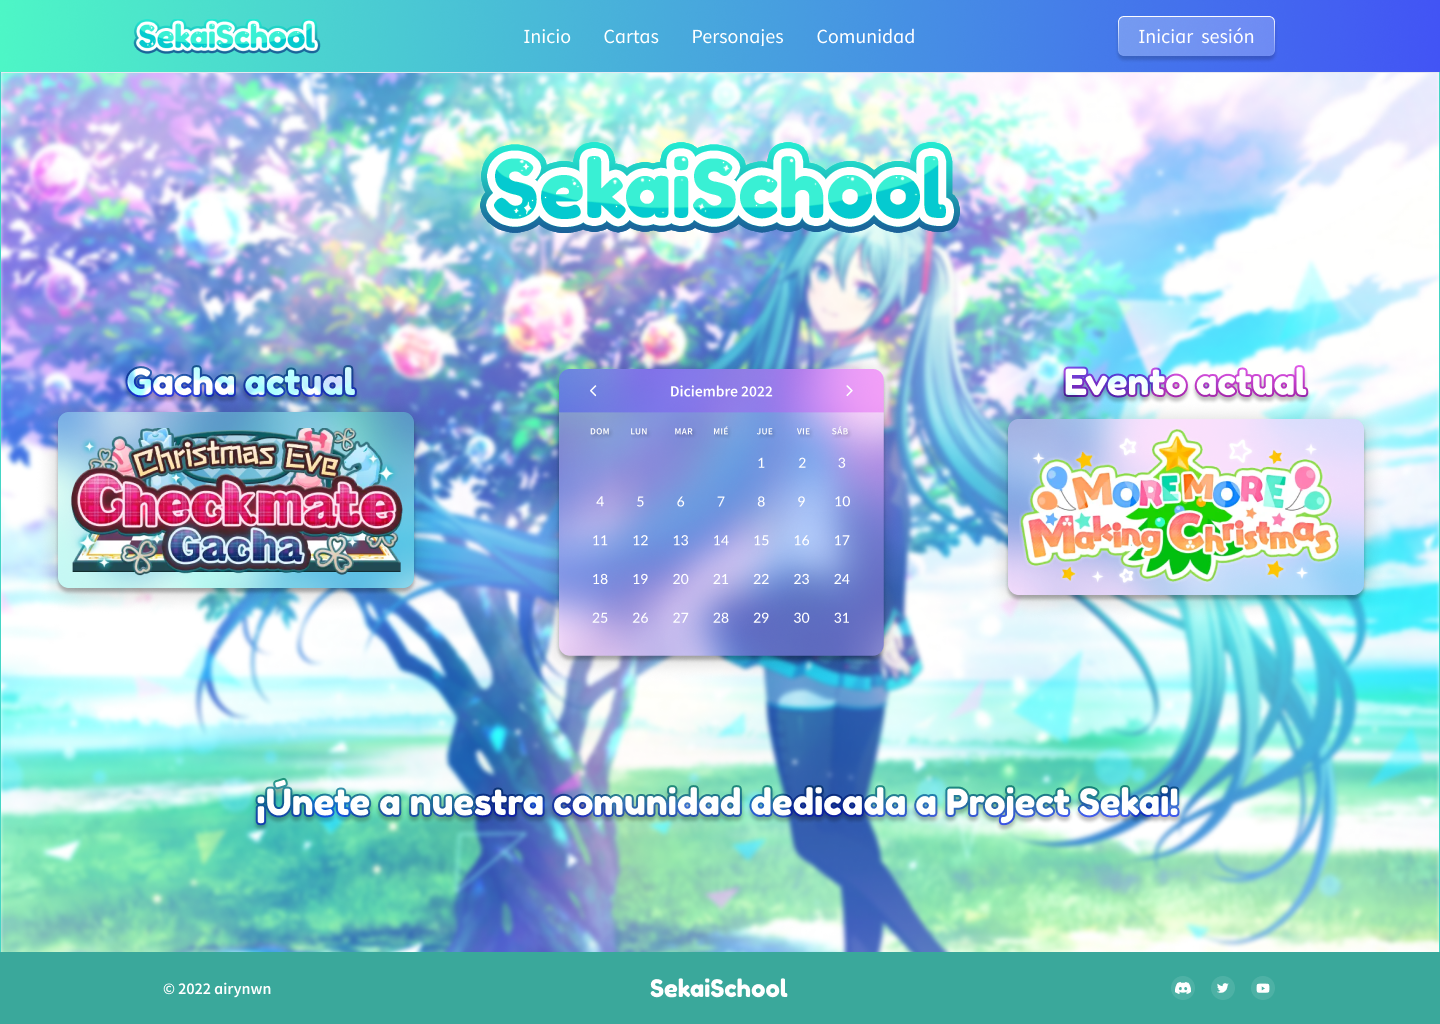 SekaiSchool
Inicio Cartas Personajes Comunidad
Iniciar sesión
SekaiSchool
Gacha actual
Christmas Eve
Checkmate
Gacha
Diciembre 2022
DOM LUN MAR MIÉ JUE VIE SÁB
1 2 3
4 5 6 7 8 9 10
11 12 13 14 15 16 17
18 19 20 21 22 23 24
25 26 27 28 29 30 31
Evento actual
MORE MORE
Making Christmas
¡Únete a nuestra comunidad dedicada a Project Sekai!
© 2022 airynwn
SekaiSchool